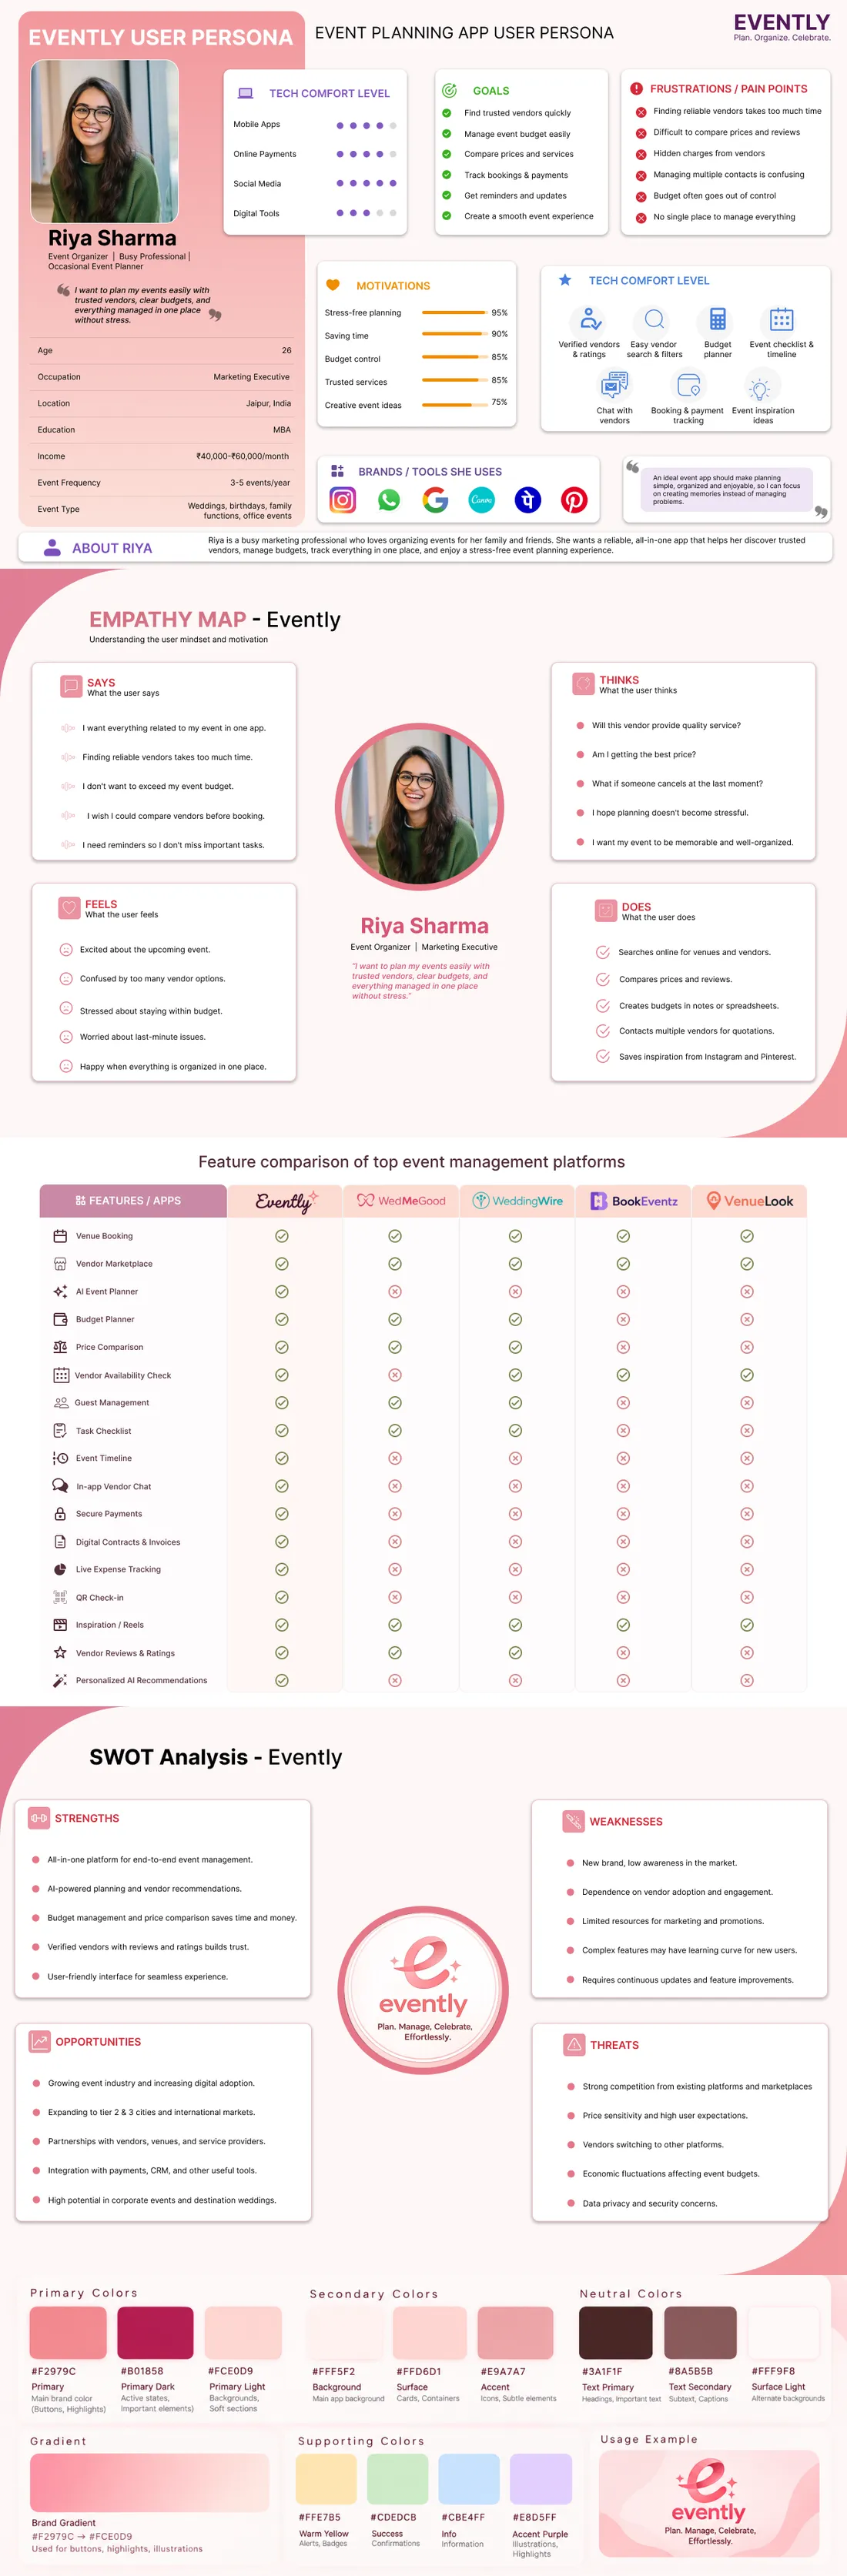 EVENTLY USER PERSONA
EVENT PLANNING APP USER PERSONA
EVENTLY
Plan. Organize. Celebrate.
Riya Sharma
Event Organizer | Busy Professional |
Occasional Event Planner
I want to plan my events easily with
trusted vendors, clear budgets, and
everything managed in one place
without stress.
Age 26
Occupation Marketing Executive
Location Jaipur, India
Education MBA
Income ₹40,000-₹60,000/month
Event Frequency 3-5 events/year
Event Type Weddings, birthdays, family
functions, office events
TECH COMFORT LEVEL
Mobile Apps
Online Payments
Social Media
Digital Tools
GOALS
Find trusted vendors quickly
Manage event budget easily
Compare prices and services
Track bookings & payments
Get reminders and updates
Create a smooth event experience
FRUSTRATIONS / PAIN POINTS
Finding reliable vendors takes too much time
Difficult to compare prices and reviews
Hidden charges from vendors
Managing multiple contacts is confusing
Budget often goes out of control
No single place to manage everything
MOTIVATIONS
Stress-free planning 95%
Saving time 90%
Budget control 85%
Trusted services 85%
Creative event ideas 75%
TECH COMFORT LEVEL
Verified vendors
& ratings
Easy vendor
search & filters
Budget
planner
Event checklist &
timeline
Chat with
vendors
Booking & payment
tracking
Event inspiration
ideas
BRANDS / TOOLS SHE USES
Canva
An ideal event app should make planning
simple, organized and enjoyable, so I can focus
on creating memories instead of managing
problems.
ABOUT RIYA
Riya is a busy marketing professional who loves organizing events for her family and friends. She wants a reliable, all-in-one app that helps her discover trusted
vendors, manage budgets, track everything in one place, and enjoy a stress-free event planning experience.
EMPATHY MAP - Evently
Understanding the user mindset and motivation
SAYS
What the user says
I want everything related to my event in one app.
Finding reliable vendors takes too much time.
I don't want to exceed my event budget.
I wish I could compare vendors before booking.
I need reminders so I don't miss important tasks.
THINKS
What the user thinks
Will this vendor provide quality service?
Am I getting the best price?
What if someone cancels at the last moment?
I hope planning doesn't become stressful.
I want my event to be memorable and well-organized.
FEELS
What the user feels
Excited about the upcoming event.
Confused by too many vendor options.
Stressed about staying within budget.
Worried about last-minute issues.
Happy when everything is organized in one place.
Riya Sharma
Event Organizer | Marketing Executive
"I want to plan my events easily with
trusted vendors, clear budgets, and
everything managed in one place
without stress."
DOES
What the user does
Searches online for venues and vendors.
Compares prices and reviews.
Creates budgets in notes or spreadsheets.
Contacts multiple vendors for quotations.
Saves inspiration from Instagram and Pinterest.
Feature comparison of top event management platforms
FEATURES / APPS Evently WedMeGood WeddingWire BookEventz VenueLook
Venue Booking
Vendor Marketplace
AI Event Planner
Budget Planner
Price Comparison
Vendor Availability Check
Guest Management
Task Checklist
Event Timeline
In-app Vendor Chat
Secure Payments
Digital Contracts & Invoices
Live Expense Tracking
QR Check-in
Inspiration / Reels
Vendor Reviews & Ratings
Personalized AI Recommendations
SWOT Analysis - Evently
STRENGTHS
All-in-one platform for end-to-end event management.
AI-powered planning and vendor recommendations.
Budget management and price comparison saves time and money.
Verified vendors with reviews and ratings builds trust.
User-friendly interface for seamless experience.
WEAKNESSES
New brand, low awareness in the market.
Dependence on vendor adoption and engagement.
Limited resources for marketing and promotions.
Complex features may have learning curve for new users.
Requires continuous updates and feature improvements.
evently
Plan. Manage, Celebrate,
Effortlessly.
OPPORTUNITIES
Growing event industry and increasing digital adoption.
Expanding to tier 2 & 3 cities and international markets.
Partnerships with vendors, venues, and service providers.
Integration with payments, CRM, and other useful tools.
High potential in corporate events and destination weddings.
THREATS
Strong competition from existing platforms and marketplaces
Price sensitivity and high user expectations.
Vendors switching to other platforms.
Economic fluctuations affecting event budgets.
Data privacy and security concerns.
Primary Colors
#F2979C
Primary
Main brand color
(Buttons, Highlights)
#B01858
Primary Dark
Active states,
Important elements)
#FCE0D9
Primary Light
Backgrounds,
Soft sections
Secondary Colors
#FFF5F2
Background
Main app background
#FFD6D1
Surface
Cards, Containers
#E9A7A7
Accent
Icons, Subtle elements
Neutral Colors
#3A1F1F
Text Primary
Headings, Important text
#8A5B5B
Text Secondary
Subtext, Captions
#FFF9F8
Surface Light
Alternate backgrounds
Gradient
Brand Gradient
#F2979C → #FCE0D9
Used for buttons, highlights, illustrations
Supporting Colors
#FFE7B5
Warm Yellow
Alerts, Badges
#CDEDCB
Success
Confirmations
#CBE4FF
Info
Information
#E8D5FF
Accent Purple
Illustrations,
Highlights
Usage Example
evently
Plan. Manage, Celebrate,
Effortlessly.